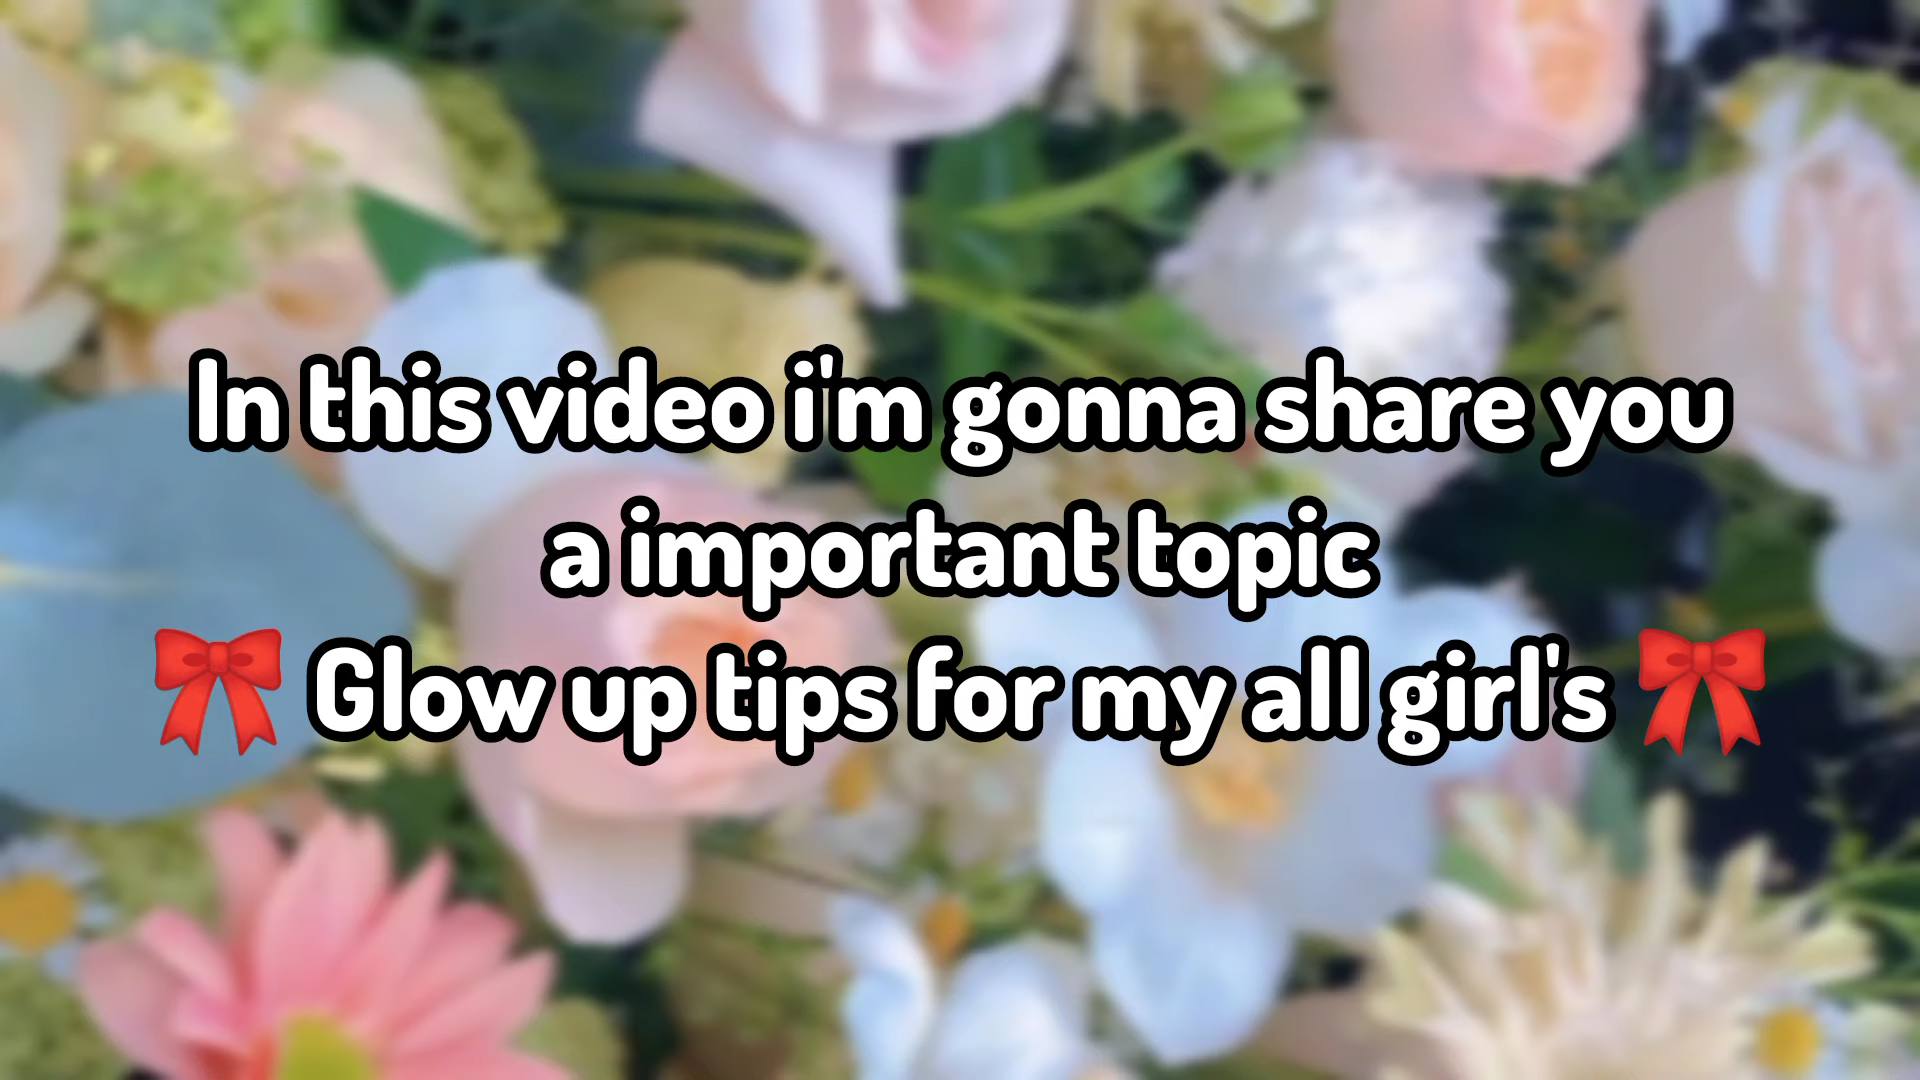 In this video i'm gonna share you
a important topic
🎀 Glow up tips for my all girl's 🎀